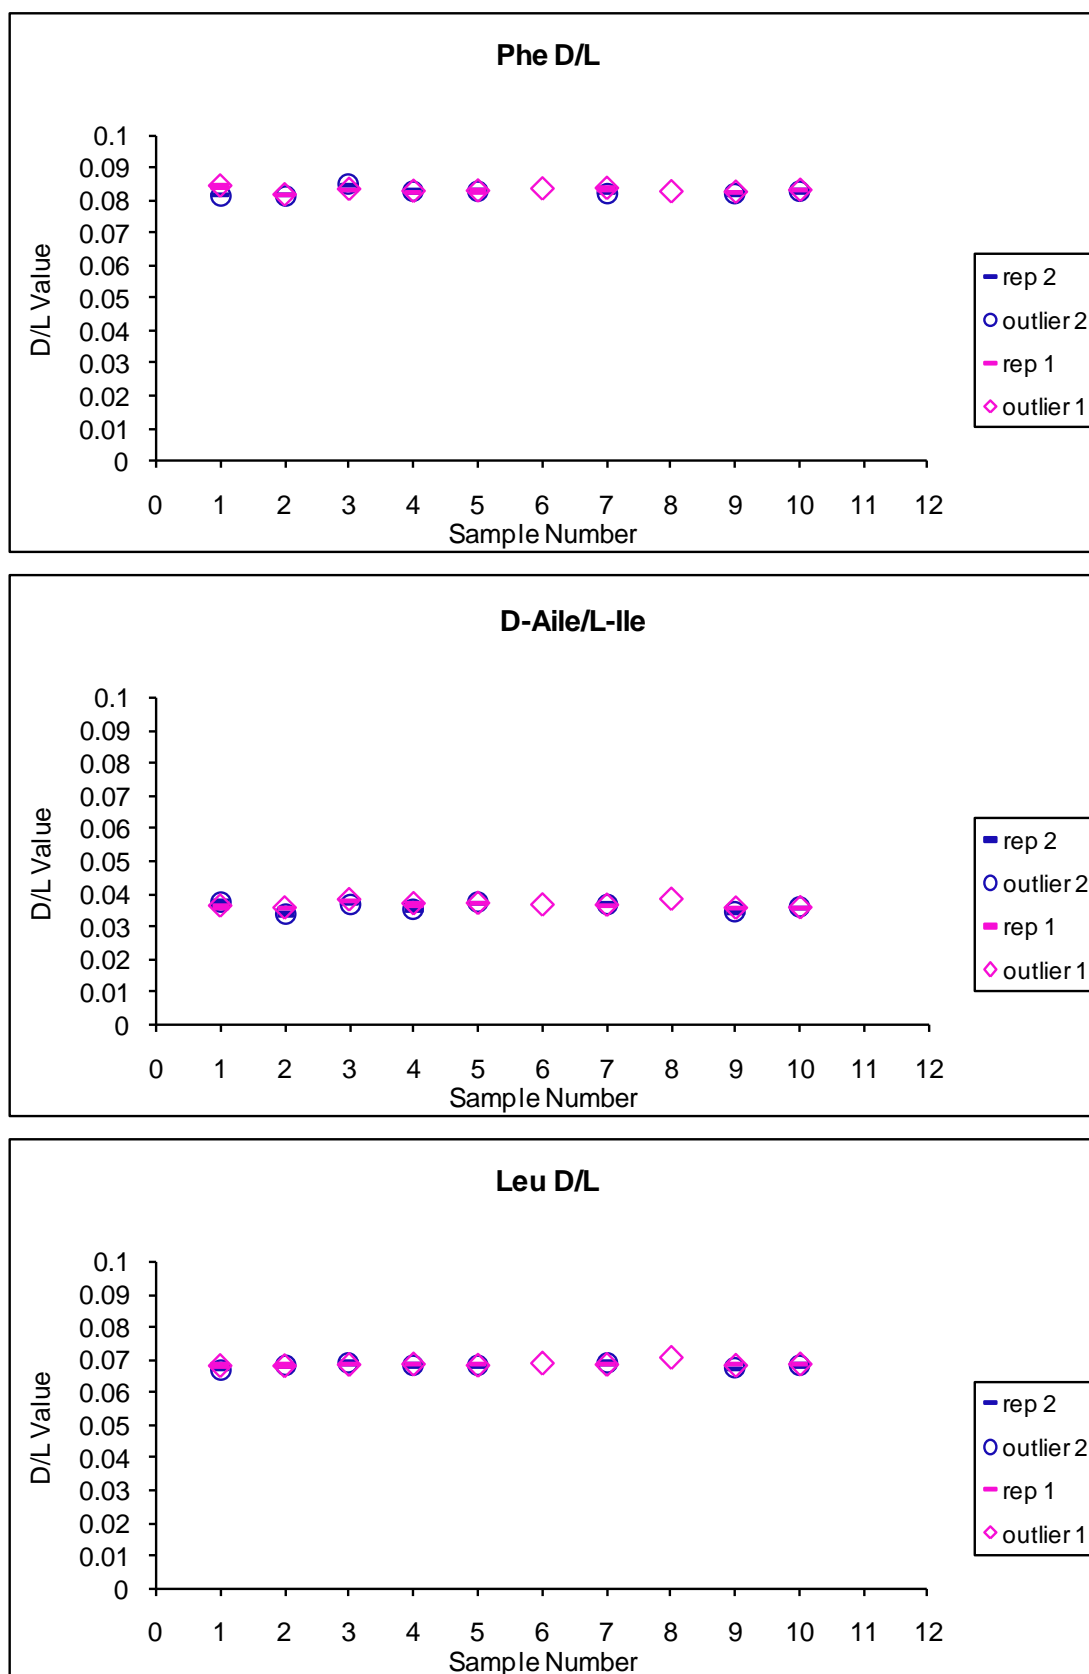 Phe D/L
0.1
0.09
0.08
0.07
0.06
0.05
0.04
0.03
0.02
0.01
0
D/L Value
0 1 2 3 4 5 6 7 8 9 10 11 12
Sample Number
rep 2
outlier 2
rep 1
outlier 1
D-Aile/L-Ile
0.1
0.09
0.08
0.07
0.06
0.05
0.04
0.03
0.02
0.01
0
D/L Value
0 1 2 3 4 5 6 7 8 9 10 11 12
Sample Number
rep 2
outlier 2
rep 1
outlier 1
Leu D/L
0.1
0.09
0.08
0.07
0.06
0.05
0.04
0.03
0.02
0.01
0
D/L Value
0 1 2 3 4 5 6 7 8 9 10 11 12
Sample Number
rep 2
outlier 2
rep 1
outlier 1